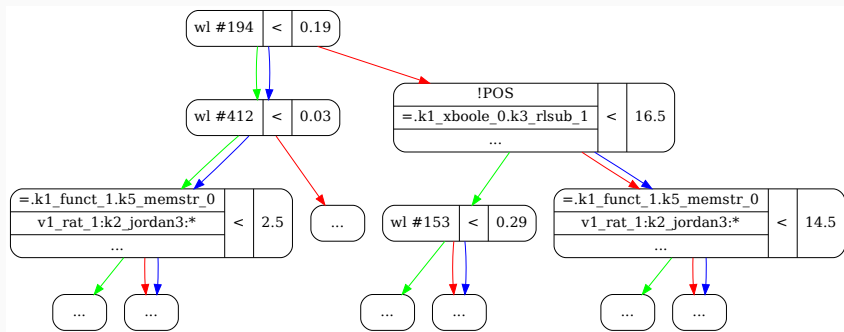 wl #194 < 0.19
wl #412 < 0.03
!POS
=.k1_xboole_0.k3_rlsub_1
...
< 16.5
=.k1_funct_1.k5_memstr_0
v1_rat_1:k2_jordan3:*
...
< 2.5
...
wl #153 < 0.29
=.k1_funct_1.k5_memstr_0
v1_rat_1:k2_jordan3:*
...
< 14.5
... ... ... ... ... ...